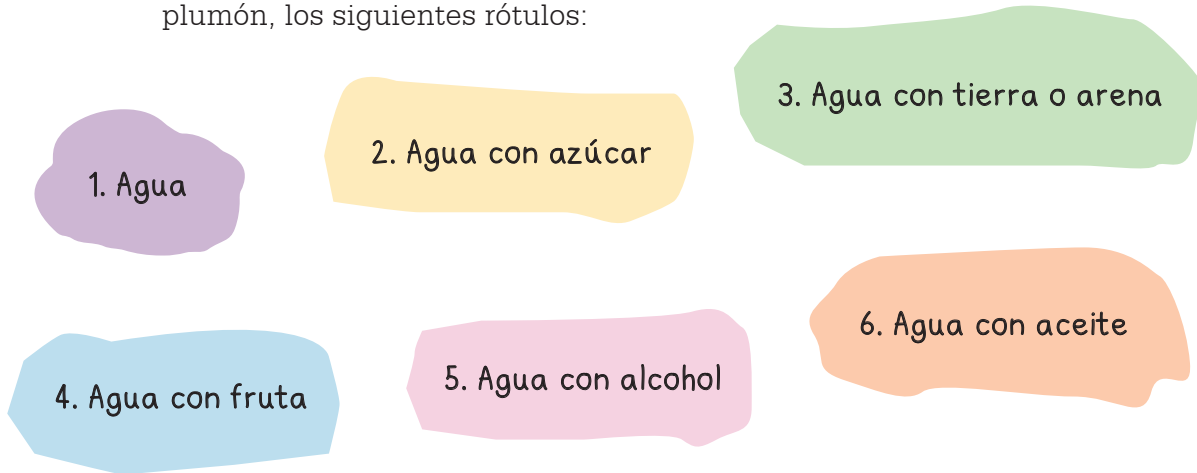 plumón, los siguientes rótulos:
1. Agua
2. Agua con azúcar
3. Agua con tierra o arena
4. Agua con fruta
5. Agua con alcohol
6. Agua con aceite